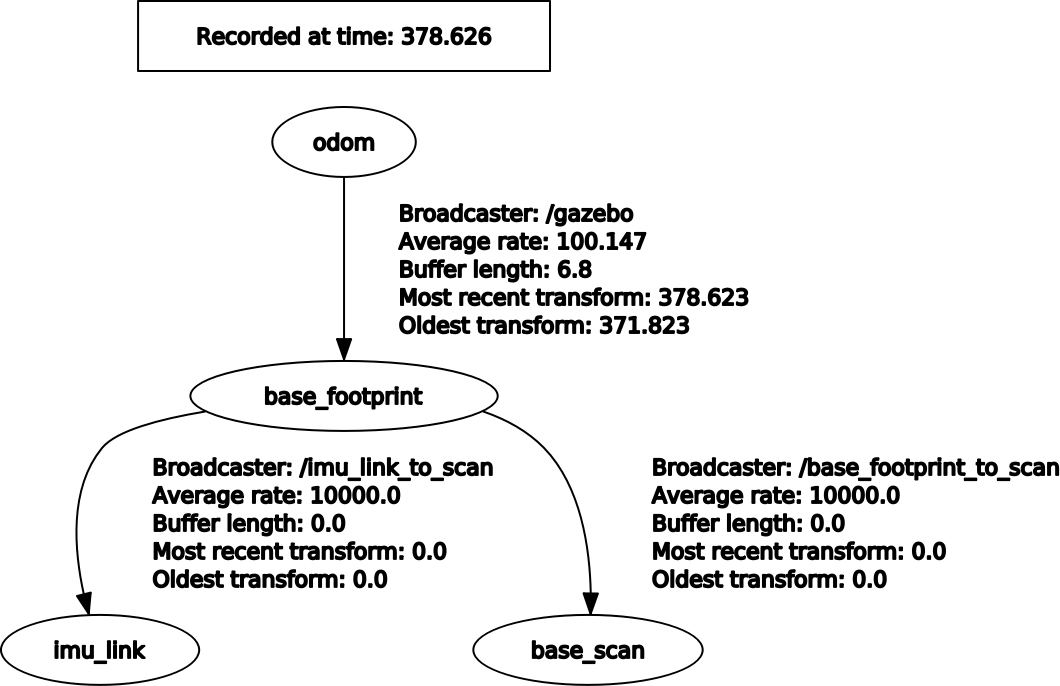 Recorded at time: 378.626
odom
Broadcaster: /gazebo
Average rate: 100.147
Buffer length: 6.8
Most recent transform: 378.623
Oldest transform: 371.823
base_footprint
Broadcaster: /imu_link_to_scan
Average rate: 10000.0
Buffer length: 0.0
Most recent transform: 0.0
Oldest transform: 0.0
Broadcaster: /base_footprint_to_scan
Average rate: 10000.0
Buffer length: 0.0
Most recent transform: 0.0
Oldest transform: 0.0
imu_link
base_scan